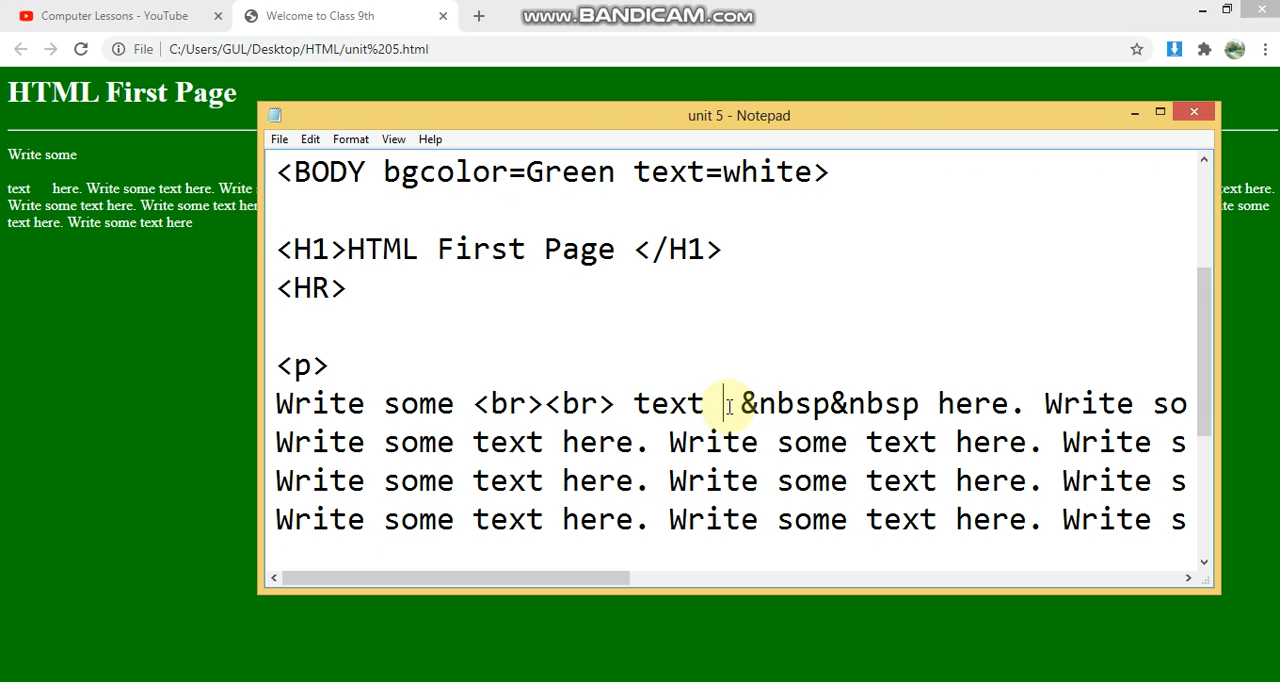 Computer Lessons - YouTube
Welcome to Class 9th
www.BANDICAM.com
File
C:/Users/GUL/Desktop/HTML/unit%205.html
HTML First Page
Write some
text here. Write some text here. Write
text here.
Write some text here. Write some text her
te some
text here. Write some text here
unit 5 - Notepad
File Edit Format View Help
<BODY bgcolor=Green text=white>
<H1>HTML First Page </H1>
<HR>
<p>
Write some <br><br> text &nbsp&nbsp here. Write so
Write some text here. Write some text here. Write s
Write some text here. Write some text here. Write s
Write some text here. Write some text here. Write s